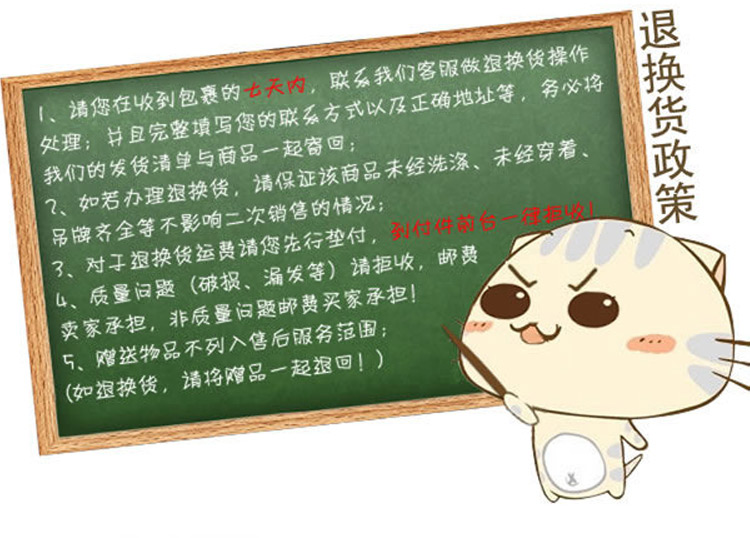 退换货政策
1、请您在收到包裹的七天内，联系我们客服做退换货操作
处理；并且完整填写您的联系方式以及正确地址等，务必将
我们的发货清单与商品一起寄回；
2、如若办理退换货，请保证该商品未经洗涤、未经穿着、
吊牌齐全等不影响二次销售的情况；
3、对于退换货运费请您先行垫付，到付件前台一律拒收！
4、质量问题（破损、漏发等）请拒收，邮费
卖家承担，非质量问题邮费买家承担！
5、赠送物品不列入售后服务范围；
(如退换货，请将赠品一起退回！)